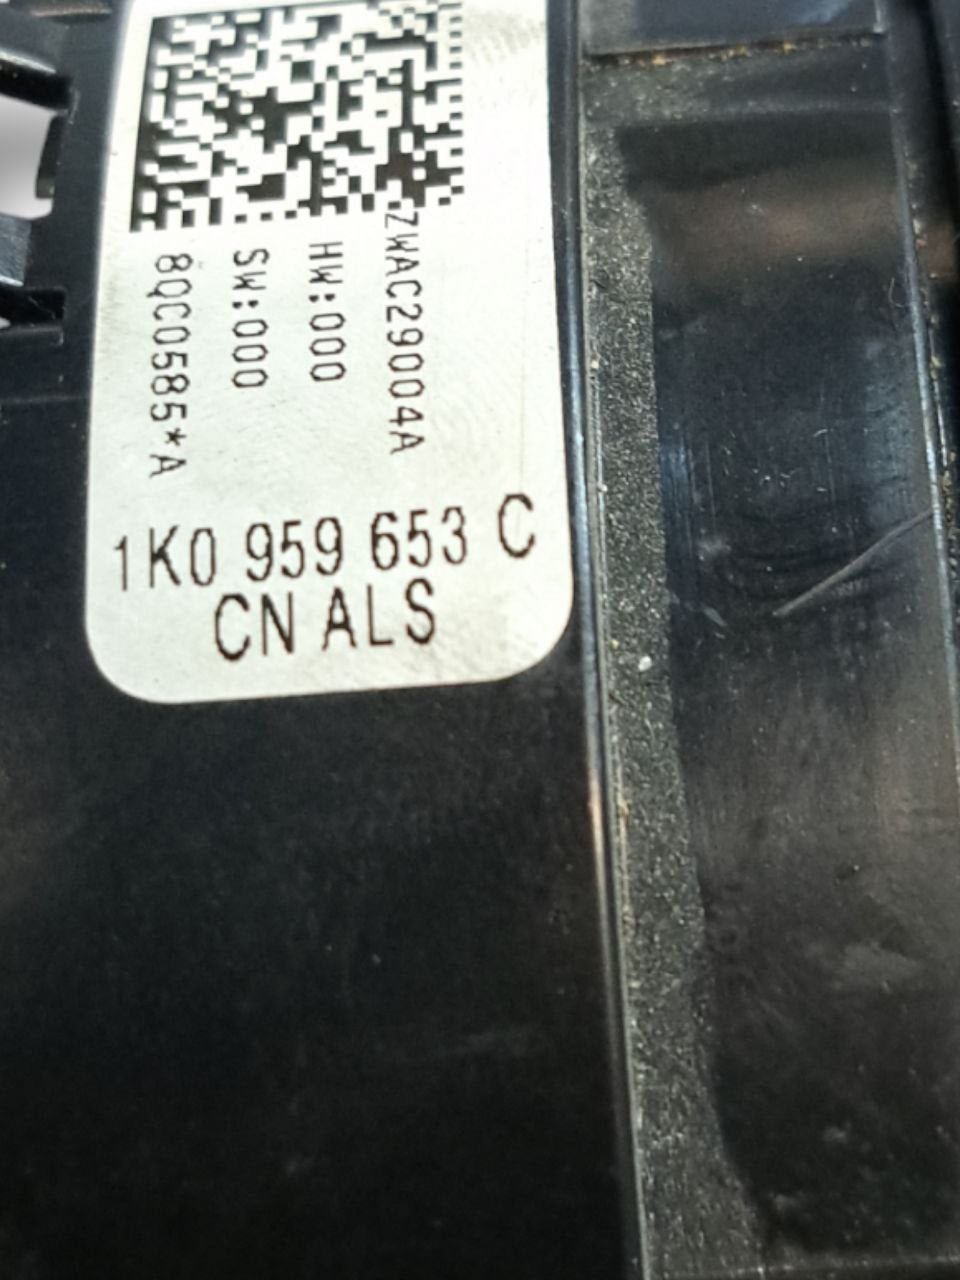 ZWAC29004A
HW:000
SW:000
8QC0585*A
1K0 959 653 C
CN ALS